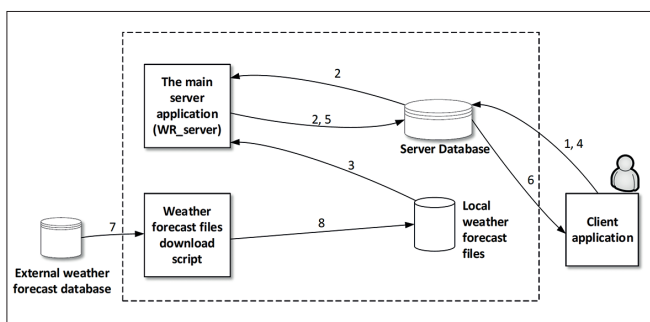 2
The main
server
application
(WR_server)
2, 5
Server Database
1, 4
3
6
Weather
forecast files
download
script
8
Local
weather
forecast
files
Client
application
7
External weather
forecast database